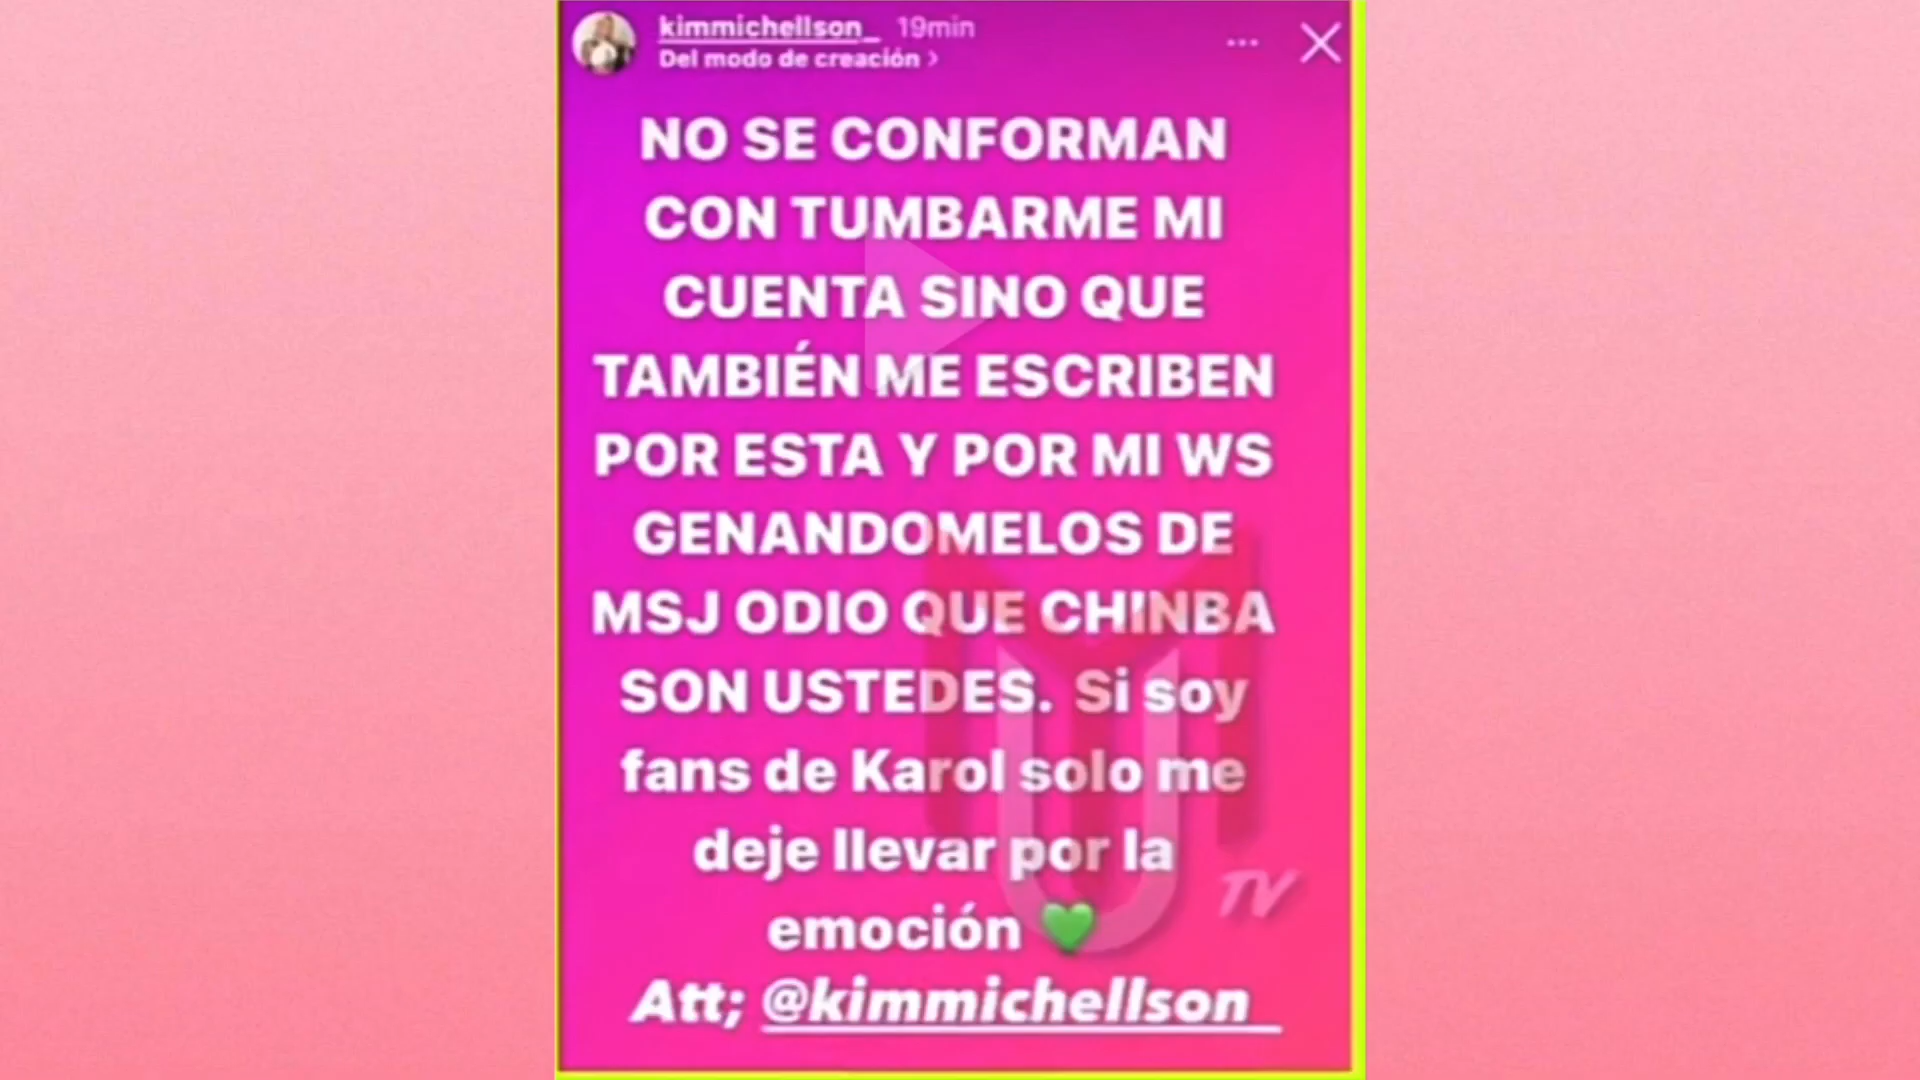 kimmichellson_ 19min
Del modo de creación >
NO SE CONFORMAN
CON TUMBARME MI
CUENTA SINO QUE
TAMBIÉN ME ESCRIBEN
POR ESTA Y POR MI WS
GENANDOMELOS DE
MSJ ODIO QUE CHINBA
SON USTEDES. Si soy
fans de Karol solo me
deje llevar por la
emoción 💚
Att; @kimmichellson_
TV